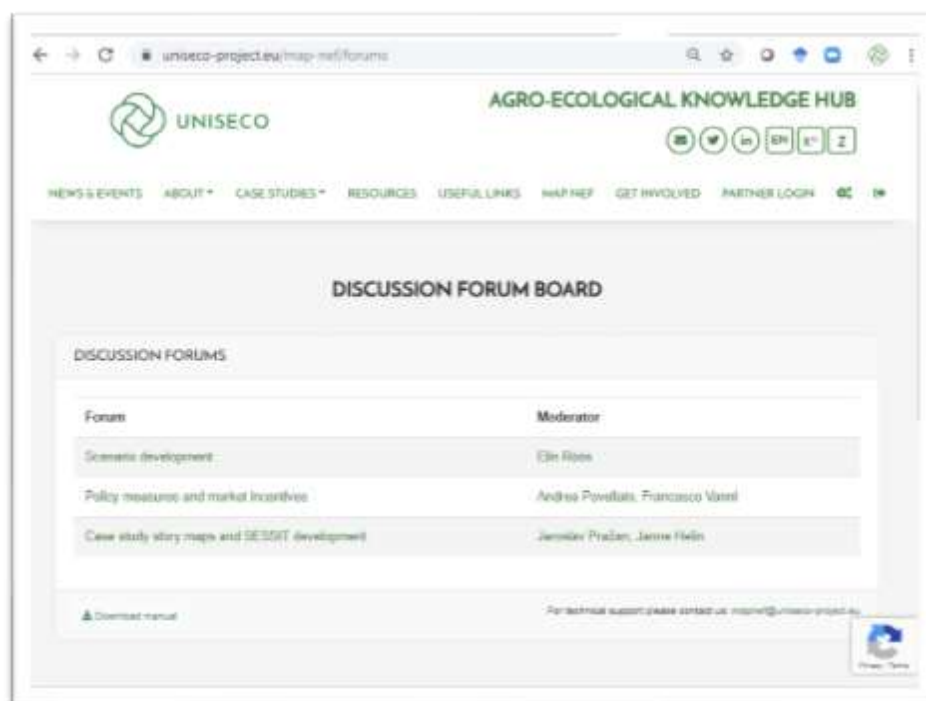 uniseco-project.eu/map-nef/forums
AGRO-ECOLOGICAL KNOWLEDGE HUB
UNISECO
in
NEWS & EVENTS ABOUT CASE STUDIES RESOURCES USEFUL LINKS MAP NEF GET INVOLVED PARTNER LOGIN
DISCUSSION FORUM BOARD
DISCUSSION FORUMS
Forum Moderator
Scenario development Elin Röös
Policy measures and market incentives Andrea Povellato, Francesco Vanni
Case study story maps and SESSIT development Jaroslav Pražan, Janne Helin
Download manual For technical support please contact us:
Privacy - Terms